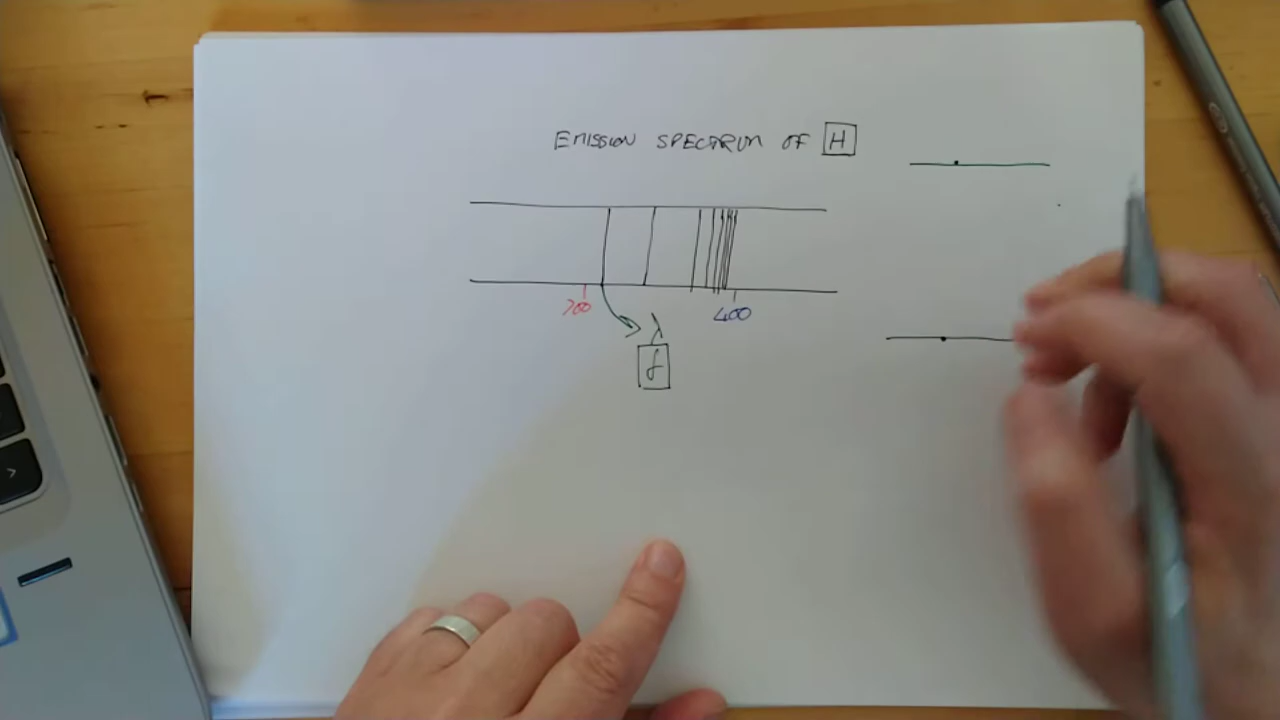 EMISSION SPECTRUM OF H
700
400
λ
f